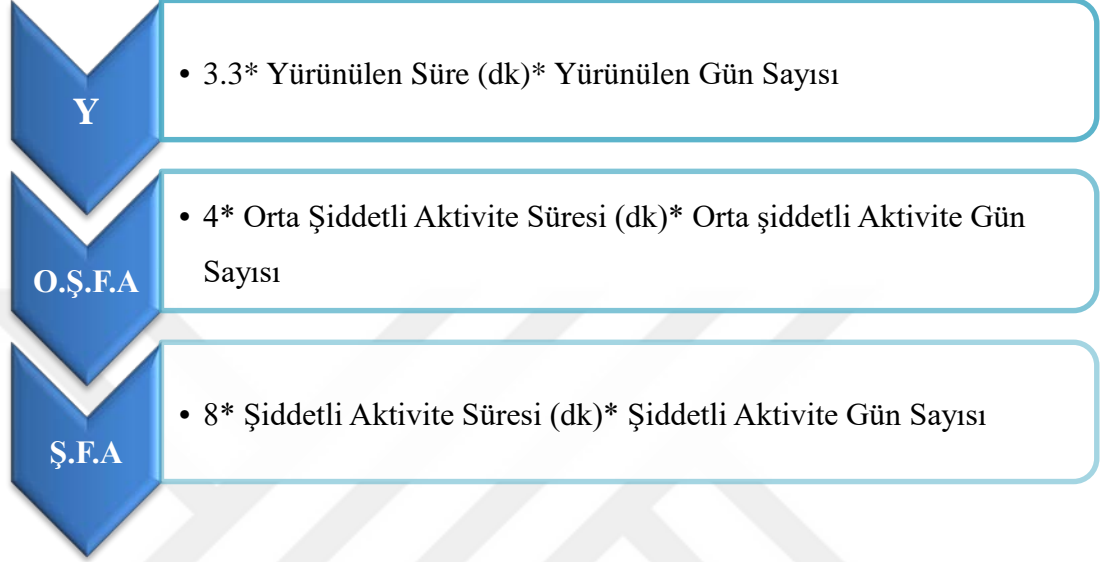 Y
• 3.3* Yürünülen Süre (dk)* Yürünülen Gün Sayısı
O.Ş.F.A
• 4* Orta Şiddetli Aktivite Süresi (dk)* Orta şiddetli Aktivite Gün
Sayısı
Ş.F.A
• 8* Şiddetli Aktivite Süresi (dk)* Şiddetli Aktivite Gün Sayısı